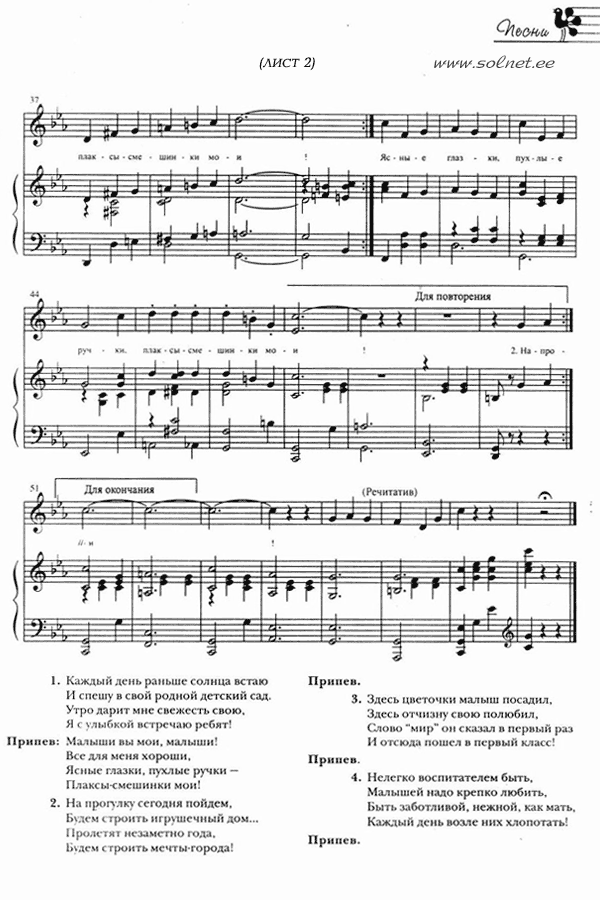 Песни
(ЛИСТ 2)
www.solnet.ee
37
плак-сы-сме - шин-ки мо - и ! Яс-ны-е глаз - ки, пух-лы-е
Для повторения
44
руч - ки, плак-сы-сме - шин-ки мо - и ! 2. На-про-
51
Для окончания
(Речитатив)
// - и !
1. Каждый день раньше солнца встаю
И спешу в свой родной детский сад.
Утро дарит мне свежесть свою,
Я с улыбкой встречаю ребят!
Припев: Малыши вы мои, малыши!
Все для меня хороши,
Ясные глазки, пухлые ручки –
Плаксы-смешинки мои!
2. На прогулку сегодня пойдем,
Будем строить игрушечный дом...
Пролетят незаметно года,
Будем строить мечты-города!
Припев.
3. Здесь цветочки малыш посадил,
Здесь отчизну свою полюбил,
Слово "мир" он сказал в первый раз
И отсюда пошел в первый класс!
Припев.
4. Нелегко воспитателем быть,
Малышей надо крепко любить,
Быть заботливой, нежной, как мать,
Каждый день возле них хлопотать!
Припев.